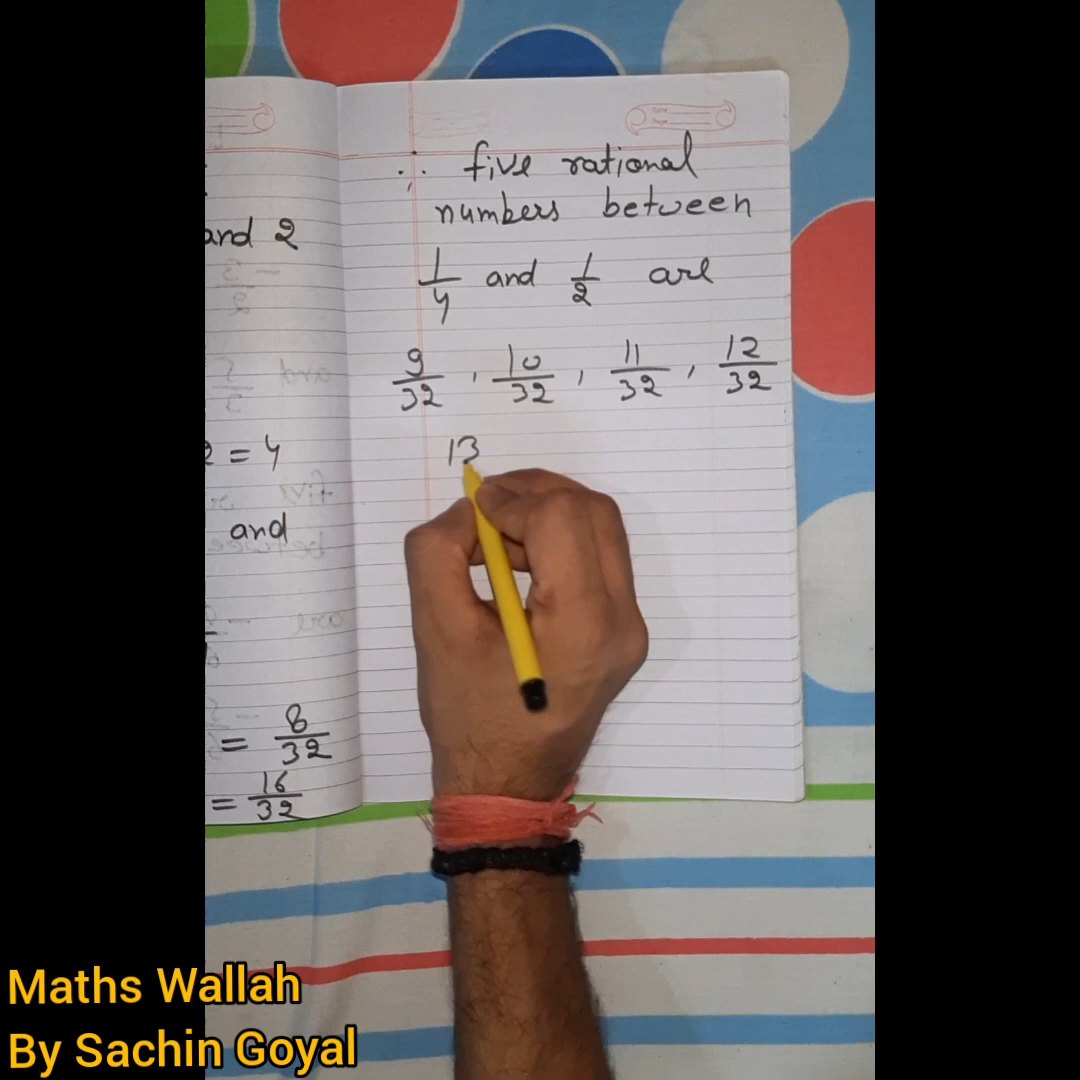 and 2
2 = 4
and
= 8/32
= 16/32
∴ five rational
numbers between
1/4 and 1/2 are
9/32, 10/32, 11/32, 12/32
13
Maths Wallah
By Sachin Goyal